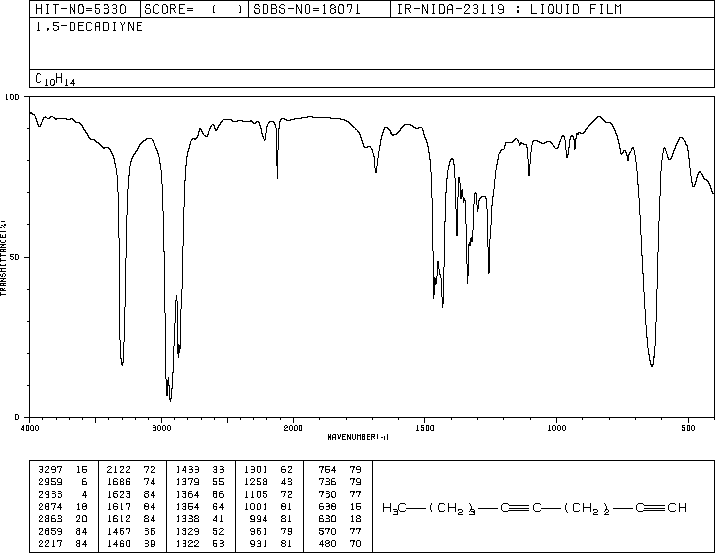 HIT-NO=5330 SCORE= ( ) SDBS-NO=18071 IR-NIDA-23119 : LIQUID FILM
1,5-DECADIYNE
C10H14
100
50
0
TRANSMITTANCE(%)
4000 3000 2000 1500 1000 500
WAVENUMBER(-1)
3297 15 2122 72 1433 33 1301 62 754 79
2959 6 1686 74 1379 55 1258 43 736 79
2933 4 1623 84 1364 86 1105 72 730 77
2874 18 1617 84 1354 64 1001 81 638 15
2863 20 1612 84 1338 41 994 81 630 18
2859 84 1467 36 1329 52 961 79 570 77
2217 84 1460 39 1322 53 931 81 480 70
H3C—(CH2)3—C≡C—(CH2)2—C≡CH